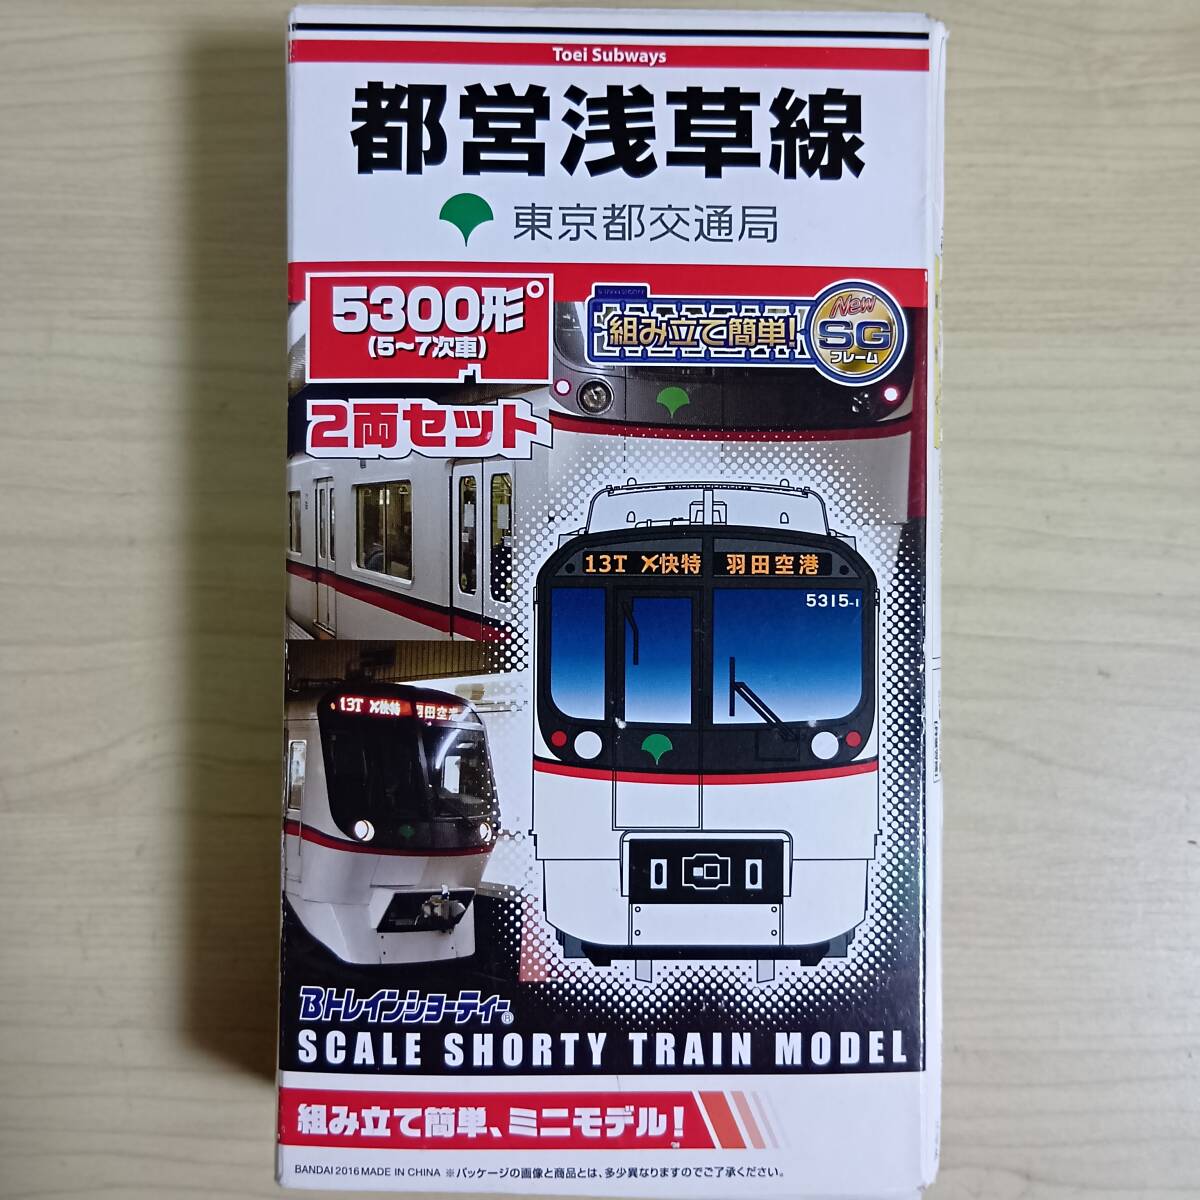 Toei Subways
都営浅草線
東京都交通局
5300形
(5~7次車)
組み立て簡単!
New
SG
フレーム
2両セット
13T 快特 羽田空港
5315-1
13T 快特 羽田空港
Bトレインショーティー®
SCALE SHORTY TRAIN MODEL
組み立て簡単、ミニモデル!
BANDAI 2016 MADE IN CHINA ※パッケージの画像と商品とは、多少異なりますのでご了承ください。